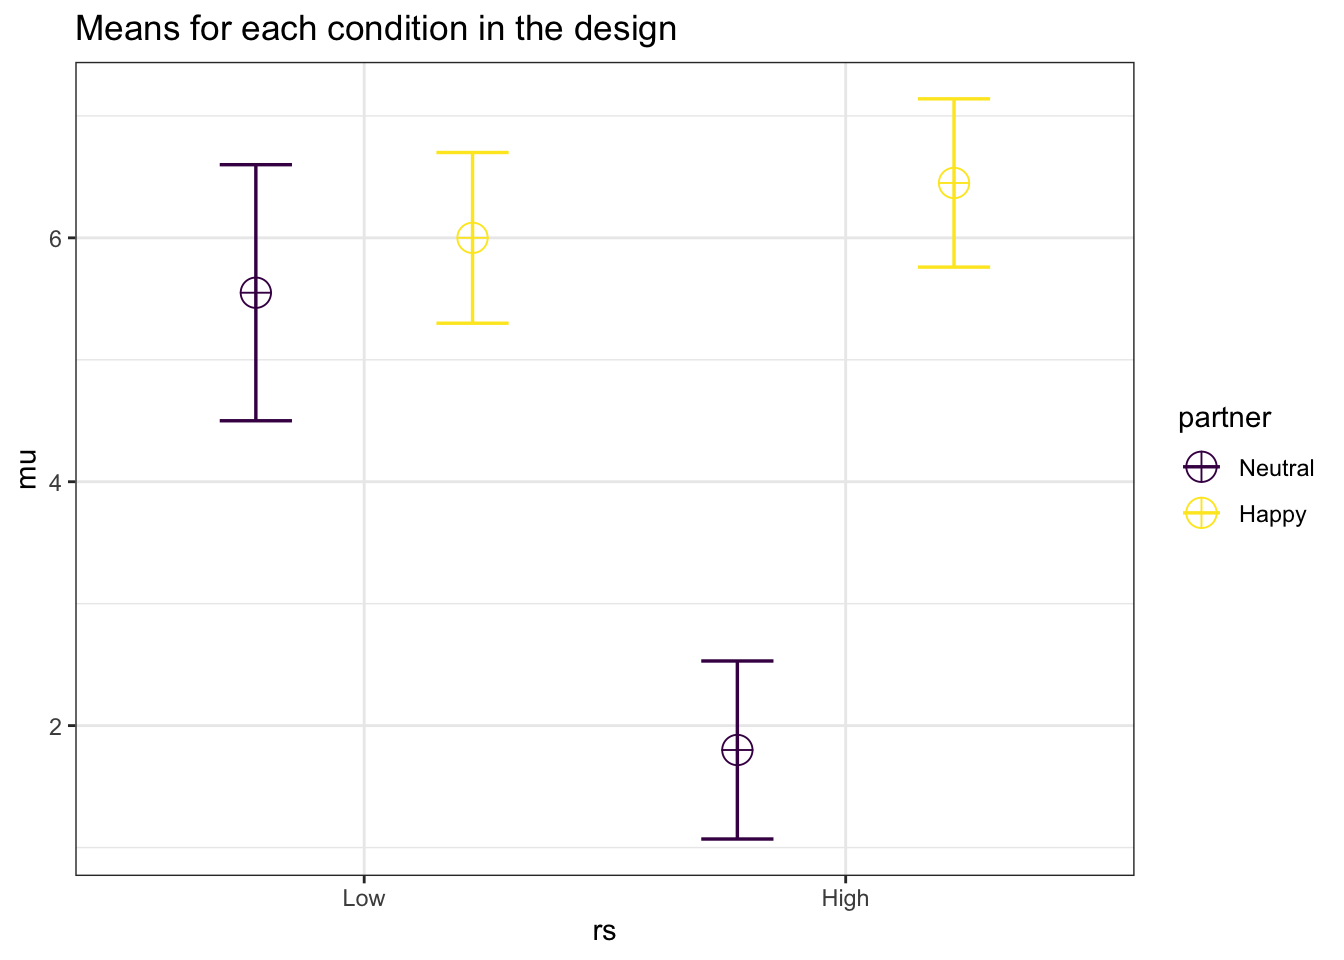 Means for each condition in the design
mu
6
4
2
Low
High
rs
partner
Neutral
Happy